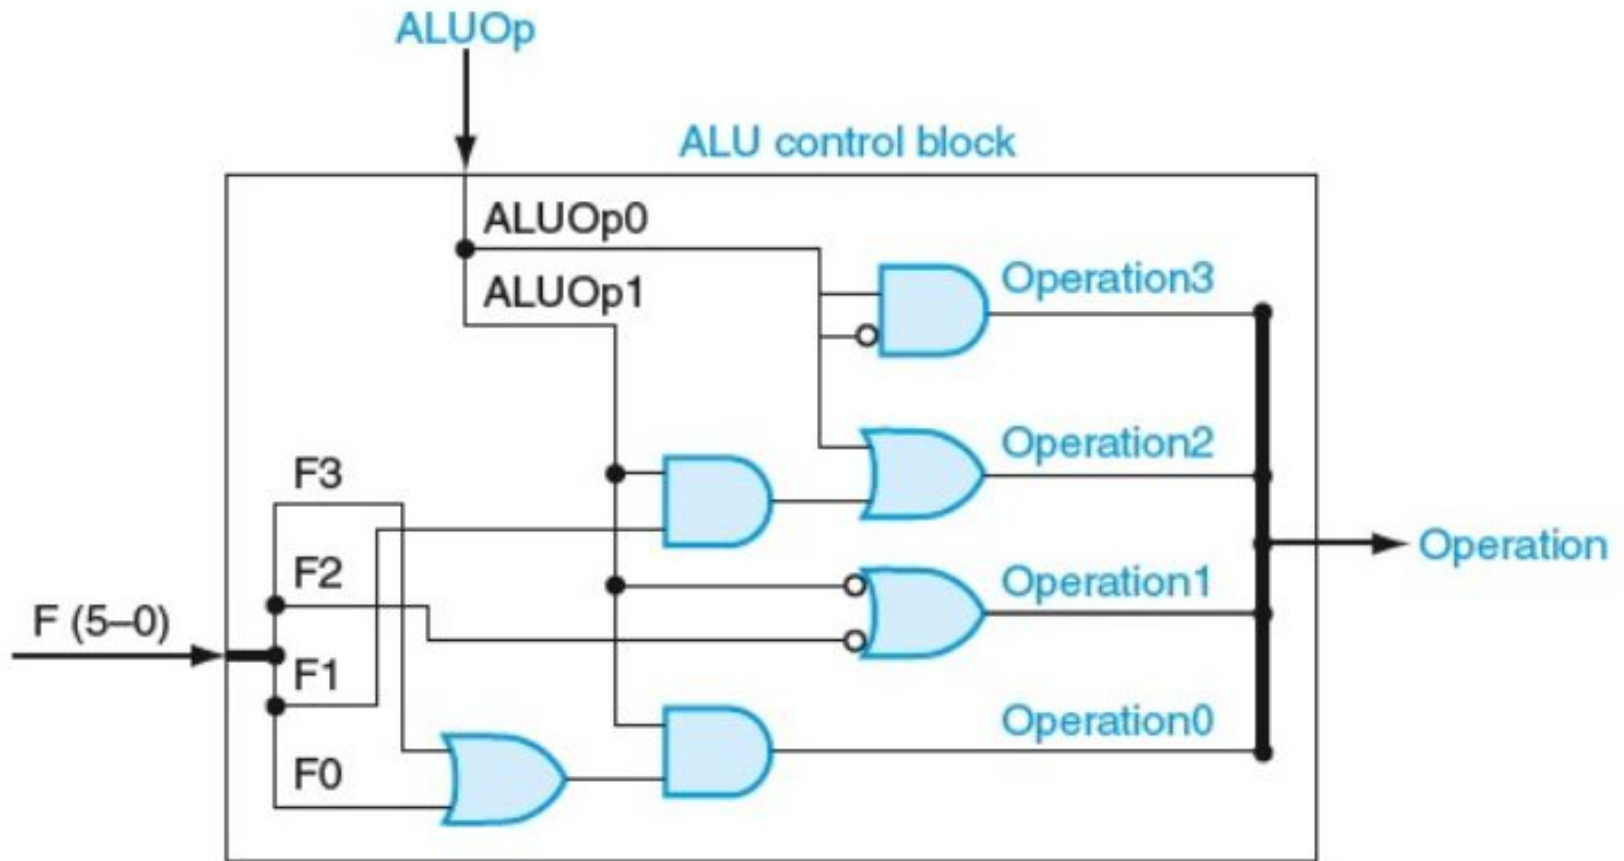 ALUOp
ALU control block
ALUOp0
ALUOp1
Operation3
Operation2
F3
F2
Operation1
Operation
F (5–0)
F1
Operation0
F0